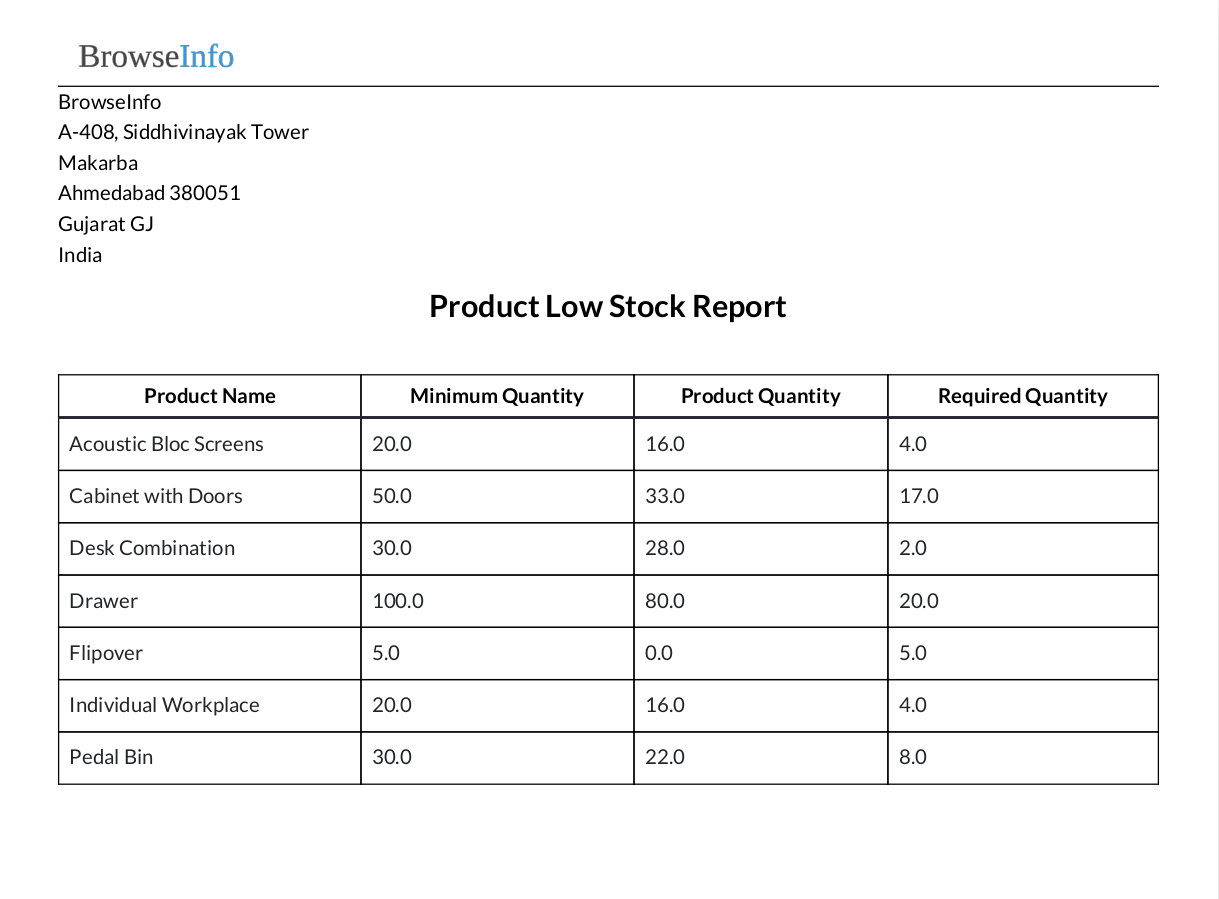 BrowseInfo
BrowseInfo
A-408, Siddhivinayak Tower
Makarba
Ahmedabad 380051
Gujarat GJ
India
Product Low Stock Report
Product Name Minimum Quantity Product Quantity Required Quantity
Acoustic Bloc Screens 20.0 16.0 4.0
Cabinet with Doors 50.0 33.0 17.0
Desk Combination 30.0 28.0 2.0
Drawer 100.0 80.0 20.0
Flipover 5.0 0.0 5.0
Individual Workplace 20.0 16.0 4.0
Pedal Bin 30.0 22.0 8.0